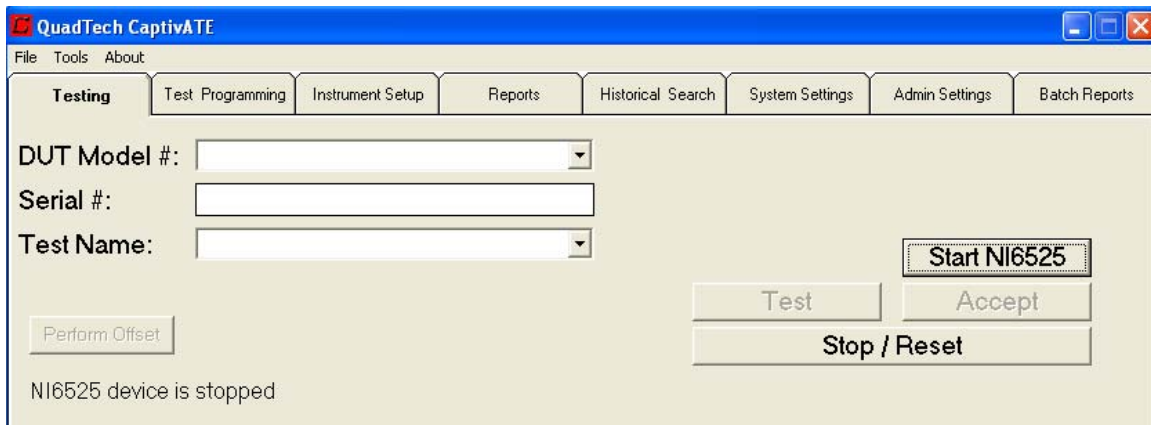 QuadTech CaptivATE
File Tools About
Testing Test Programming Instrument Setup Reports Historical Search System Settings Admin Settings Batch Reports
DUT Model #:
Serial #:
Test Name:
Start NI6525
Test Accept
Perform Offset
Stop / Reset
NI6525 device is stopped